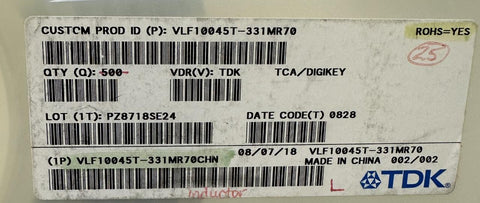 CUSTOM PROD ID (P): VLF10045T-331MR70 ROHS=YES
25
QTY (Q): 500 VDR(V): TDK TCA/DIGIKEY
LOT (1T): PZ8718SE24 DATE CODE(T) 0828
08/07/18 VLF10045T-331MR70
(1P) VLF10045T-331MR70CHN MADE IN CHINA 002/002
L TDK
inductor